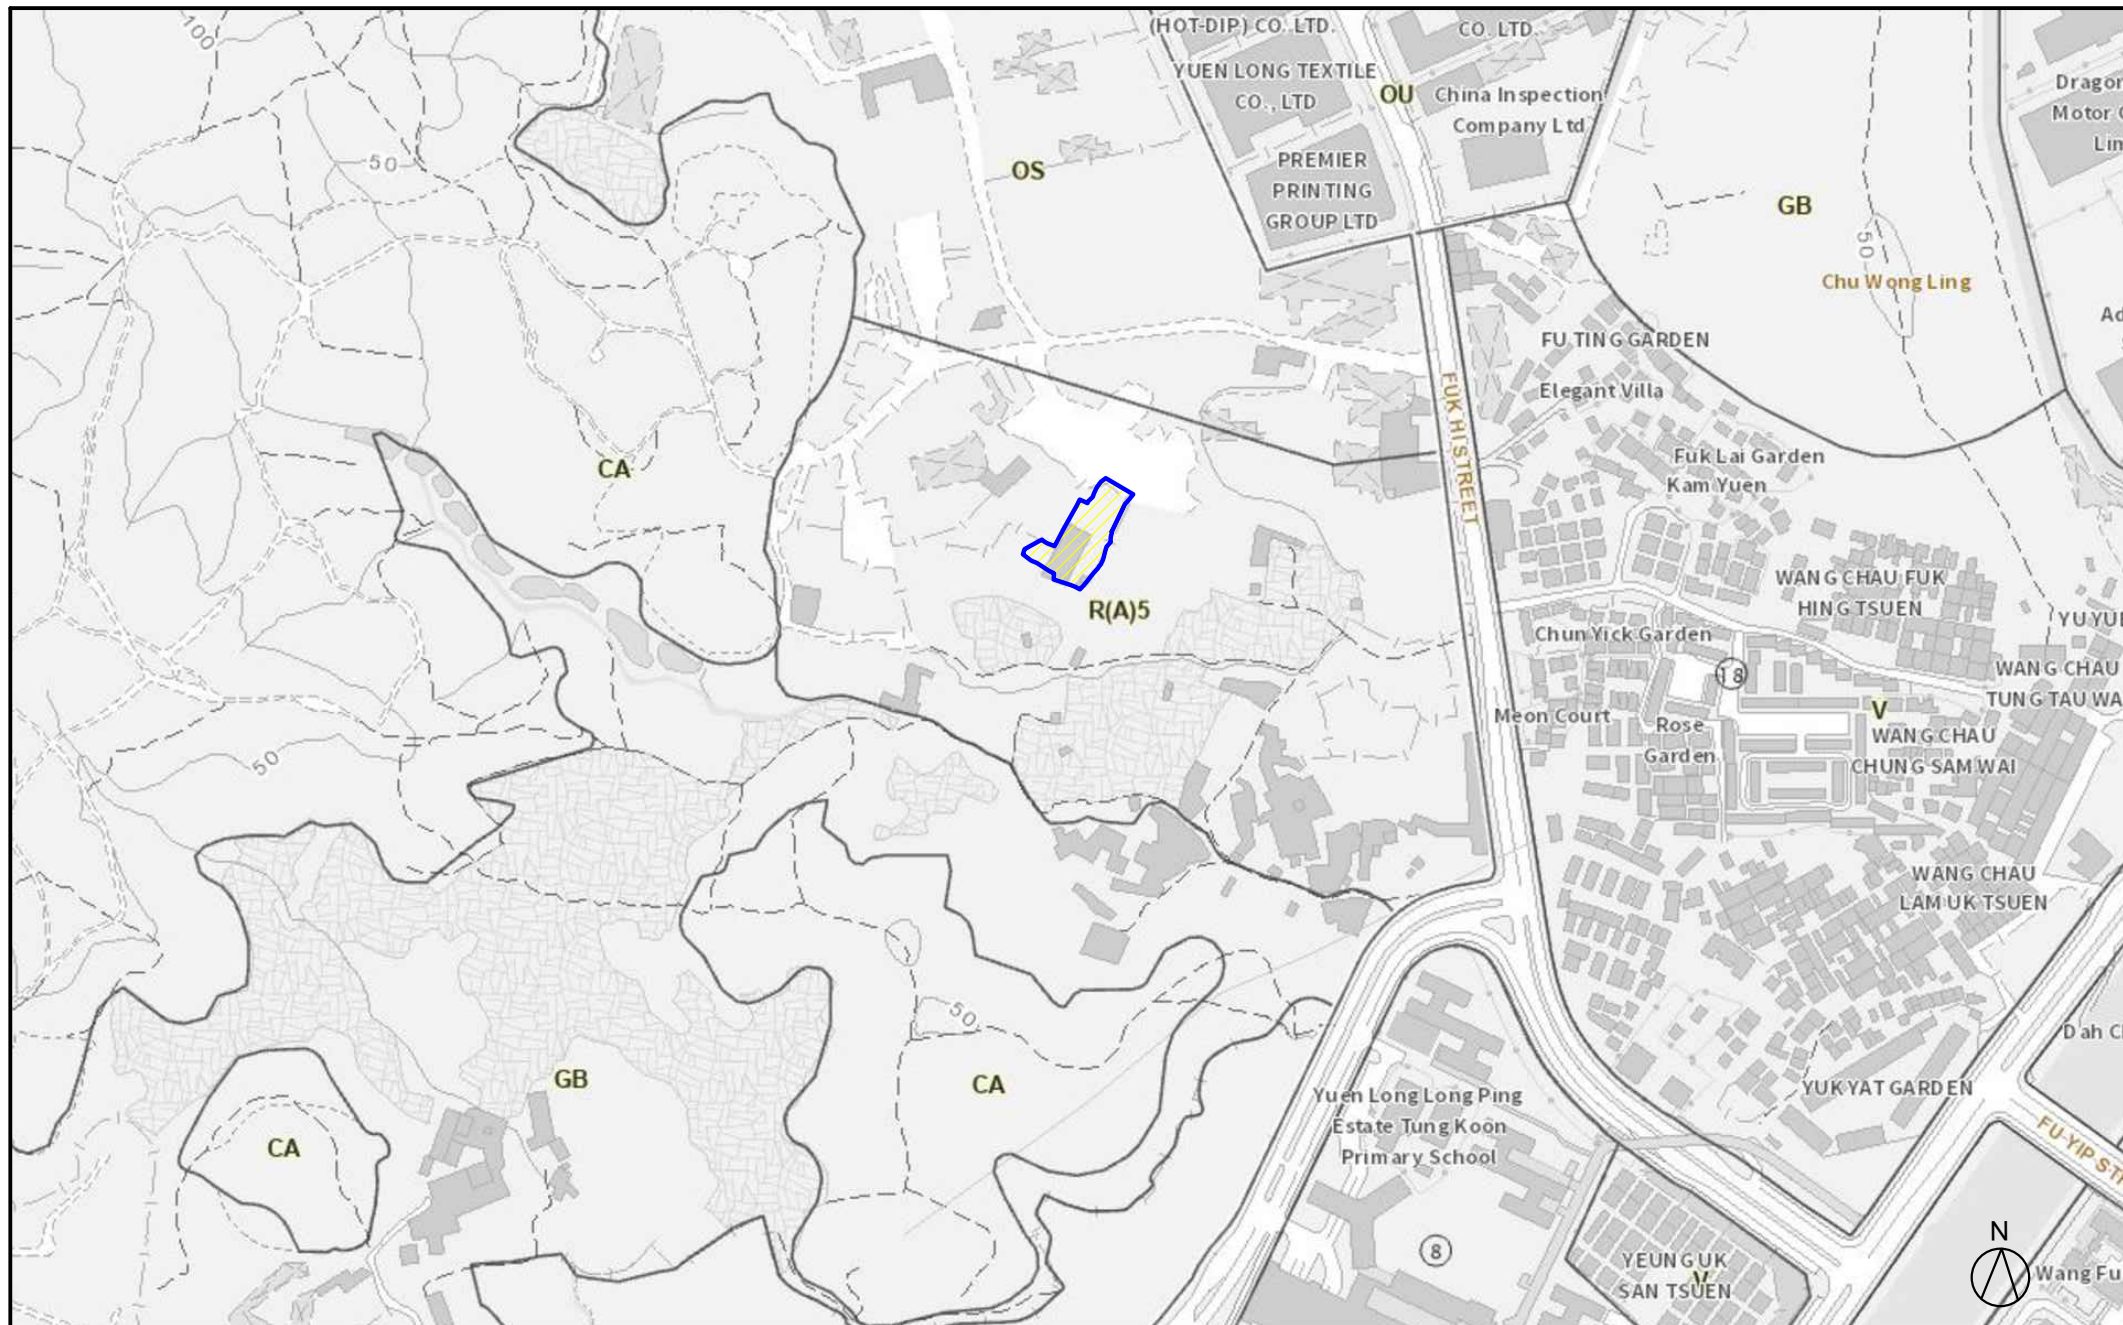 100
(HOT-DIP) CO. LTD.
CO. LTD.
YUEN LONG TEXTILE
CO., LTD
OU
China Inspection
Company Ltd
PREMIER
PRINTING
GROUP LTD
Dragon
Motor
50
OS
GB
50
Chu Wong Ling
FU TING GARDEN
Elegant Villa
FUK HI STREET
CA
Fuk Lai Garden
Kam Yuen
WANG CHAU FUK
HING TSUEN
R(A)5
Chun Yick Garden
18
WANG CHAU
TUNG TAU WA
Meon Court
Rose
Garden
V
WANG CHAU
CHUNG SAM WAI
50
WANG CHAU
LAM UK TSUEN
50
GB
CA
CA
Yuen Long Long Ping
Estate Tung Koon
Primary School
YUK YAT GARDEN
FU YIP ST
8
YEUNG UK
SAN TSUEN
V
N
Wang Fu